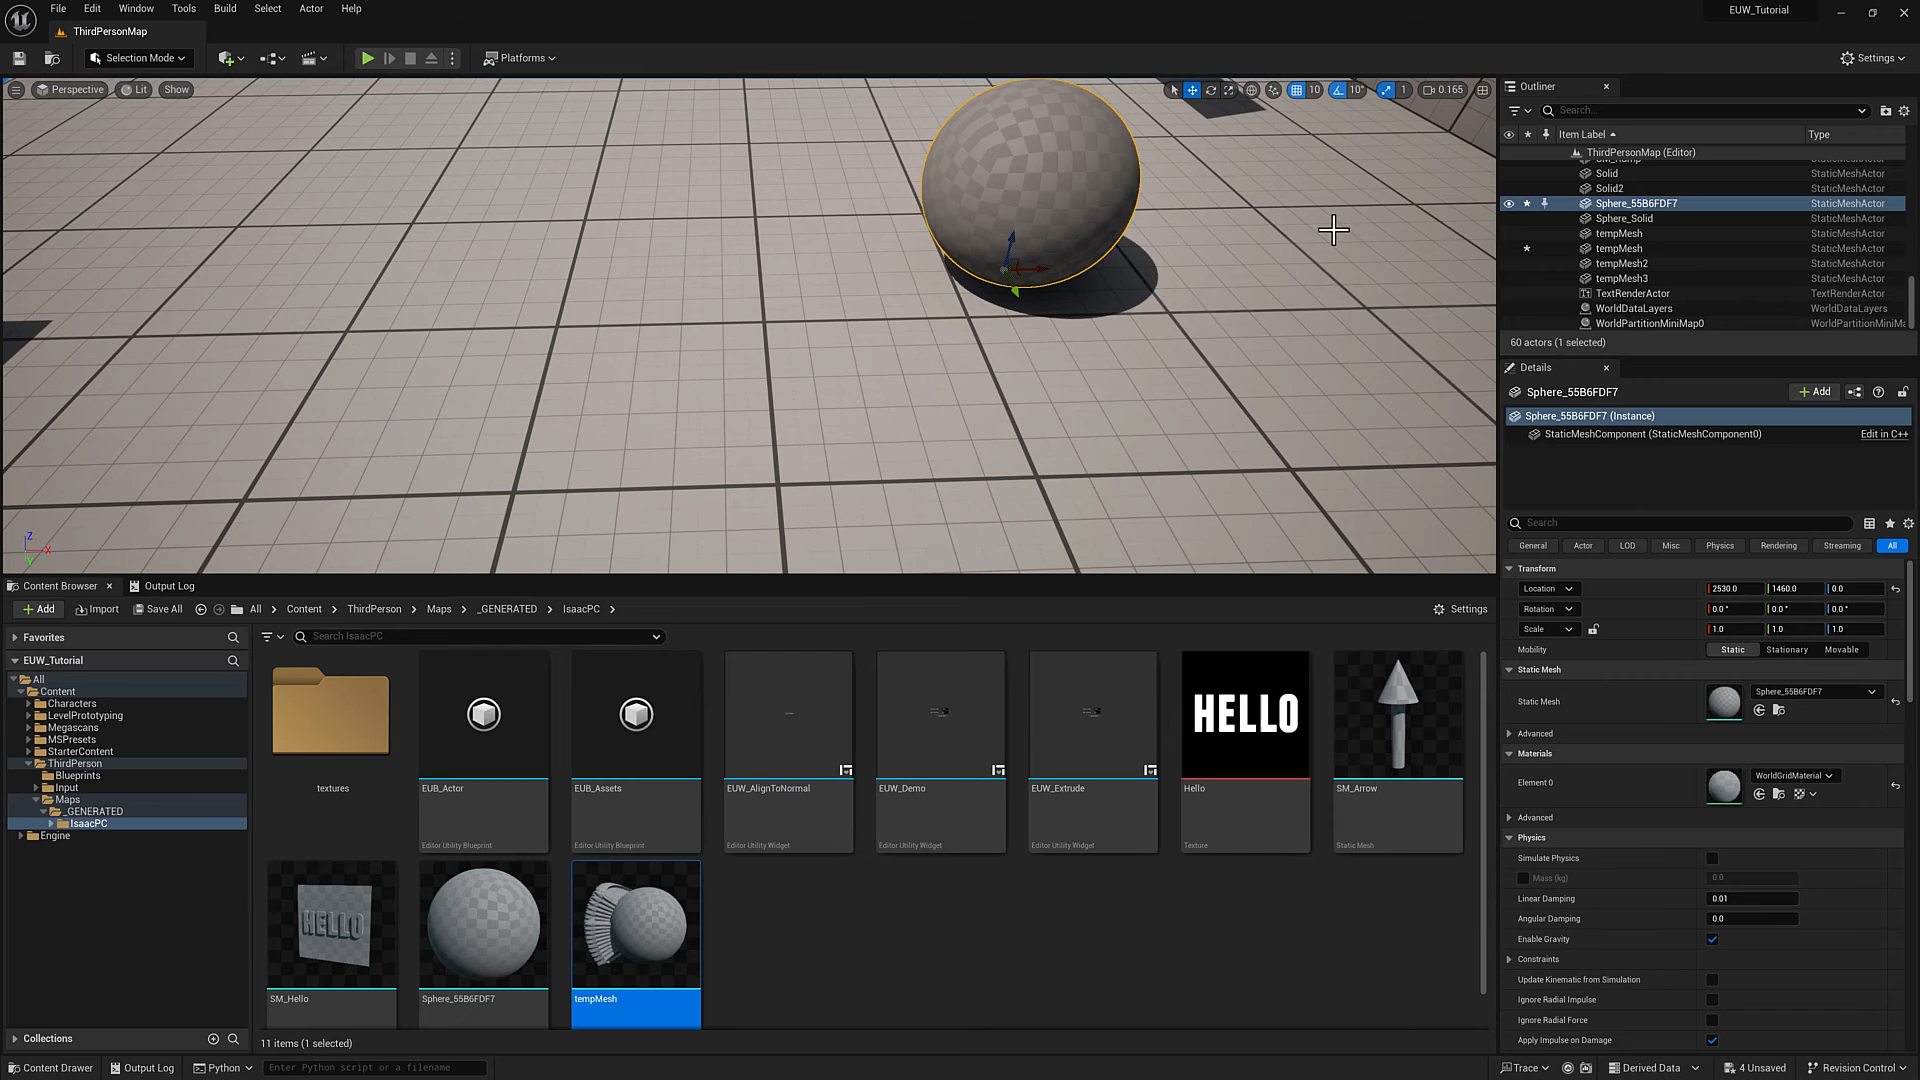 File Edit Window Tools Build Select Actor Help
EUW_Tutorial
ThirdPersonMap
Selection Mode
Platforms
Settings
Perspective
Lit
Show
10
10°
1
0.165
Outliner
Search...
Item Label
Type
ThirdPersonMap (Editor)
SM_Ramp StaticMeshActor
Solid StaticMeshActor
Solid2 StaticMeshActor
Sphere_55B6FDF7 StaticMeshActor
Sphere_Solid StaticMeshActor
tempMesh StaticMeshActor
tempMesh StaticMeshActor
tempMesh2 StaticMeshActor
tempMesh3 StaticMeshActor
TextRenderActor TextRenderActor
WorldDataLayers WorldDataLayers
WorldPartitionMiniMap0 WorldPartitionMiniMa
60 actors (1 selected)
Details
Sphere_55B6FDF7
Add
Sphere_55B6FDF7 (Instance)
StaticMeshComponent (StaticMeshComponent0)
Edit in C++
Search
General
Actor
LOD
Misc
Physics
Rendering
Streaming
All
Transform
Location 2530.0 1460.0 0.0
Rotation 0.0° 0.0° 0.0°
Scale 1.0 1.0 1.0
Mobility Static Stationary Movable
Static Mesh
Static Mesh Sphere_55B6FDF7
Advanced
Materials
Element 0 WorldGridMaterial
Advanced
Physics
Simulate Physics
Mass (kg) 0.0
Linear Damping 0.01
Angular Damping 0.0
Enable Gravity
Constraints
Update Kinematic from Simulation
Ignore Radial Impulse
Ignore Radial Force
Apply Impulse on Damage
Z
X
Y
Content Browser
Output Log
Add
Import
Save All
All > Content > ThirdPerson > Maps > _GENERATED > IsaacPC >
Settings
Favorites
EUW_Tutorial
All
Content
Characters
LevelPrototyping
Megascans
MSPresets
StarterContent
ThirdPerson
Blueprints
Input
Maps
_GENERATED
IsaacPC
Engine
Collections
Search IsaacPC
textures
EUB_Actor
Editor Utility Blueprint
EUB_Assets
Editor Utility Blueprint
EUW_AlignToNormal
Editor Utility Widget
EUW_Demo
Editor Utility Widget
EUW_Extrude
Editor Utility Widget
HELLO
Hello
Texture
SM_Arrow
Static Mesh
HELLO
SM_Hello
Sphere_55B6FDF7
tempMesh
11 items (1 selected)
Content Drawer
Output Log
Python
Enter Python script or a filename
Trace
Derived Data
4 Unsaved
Revision Control